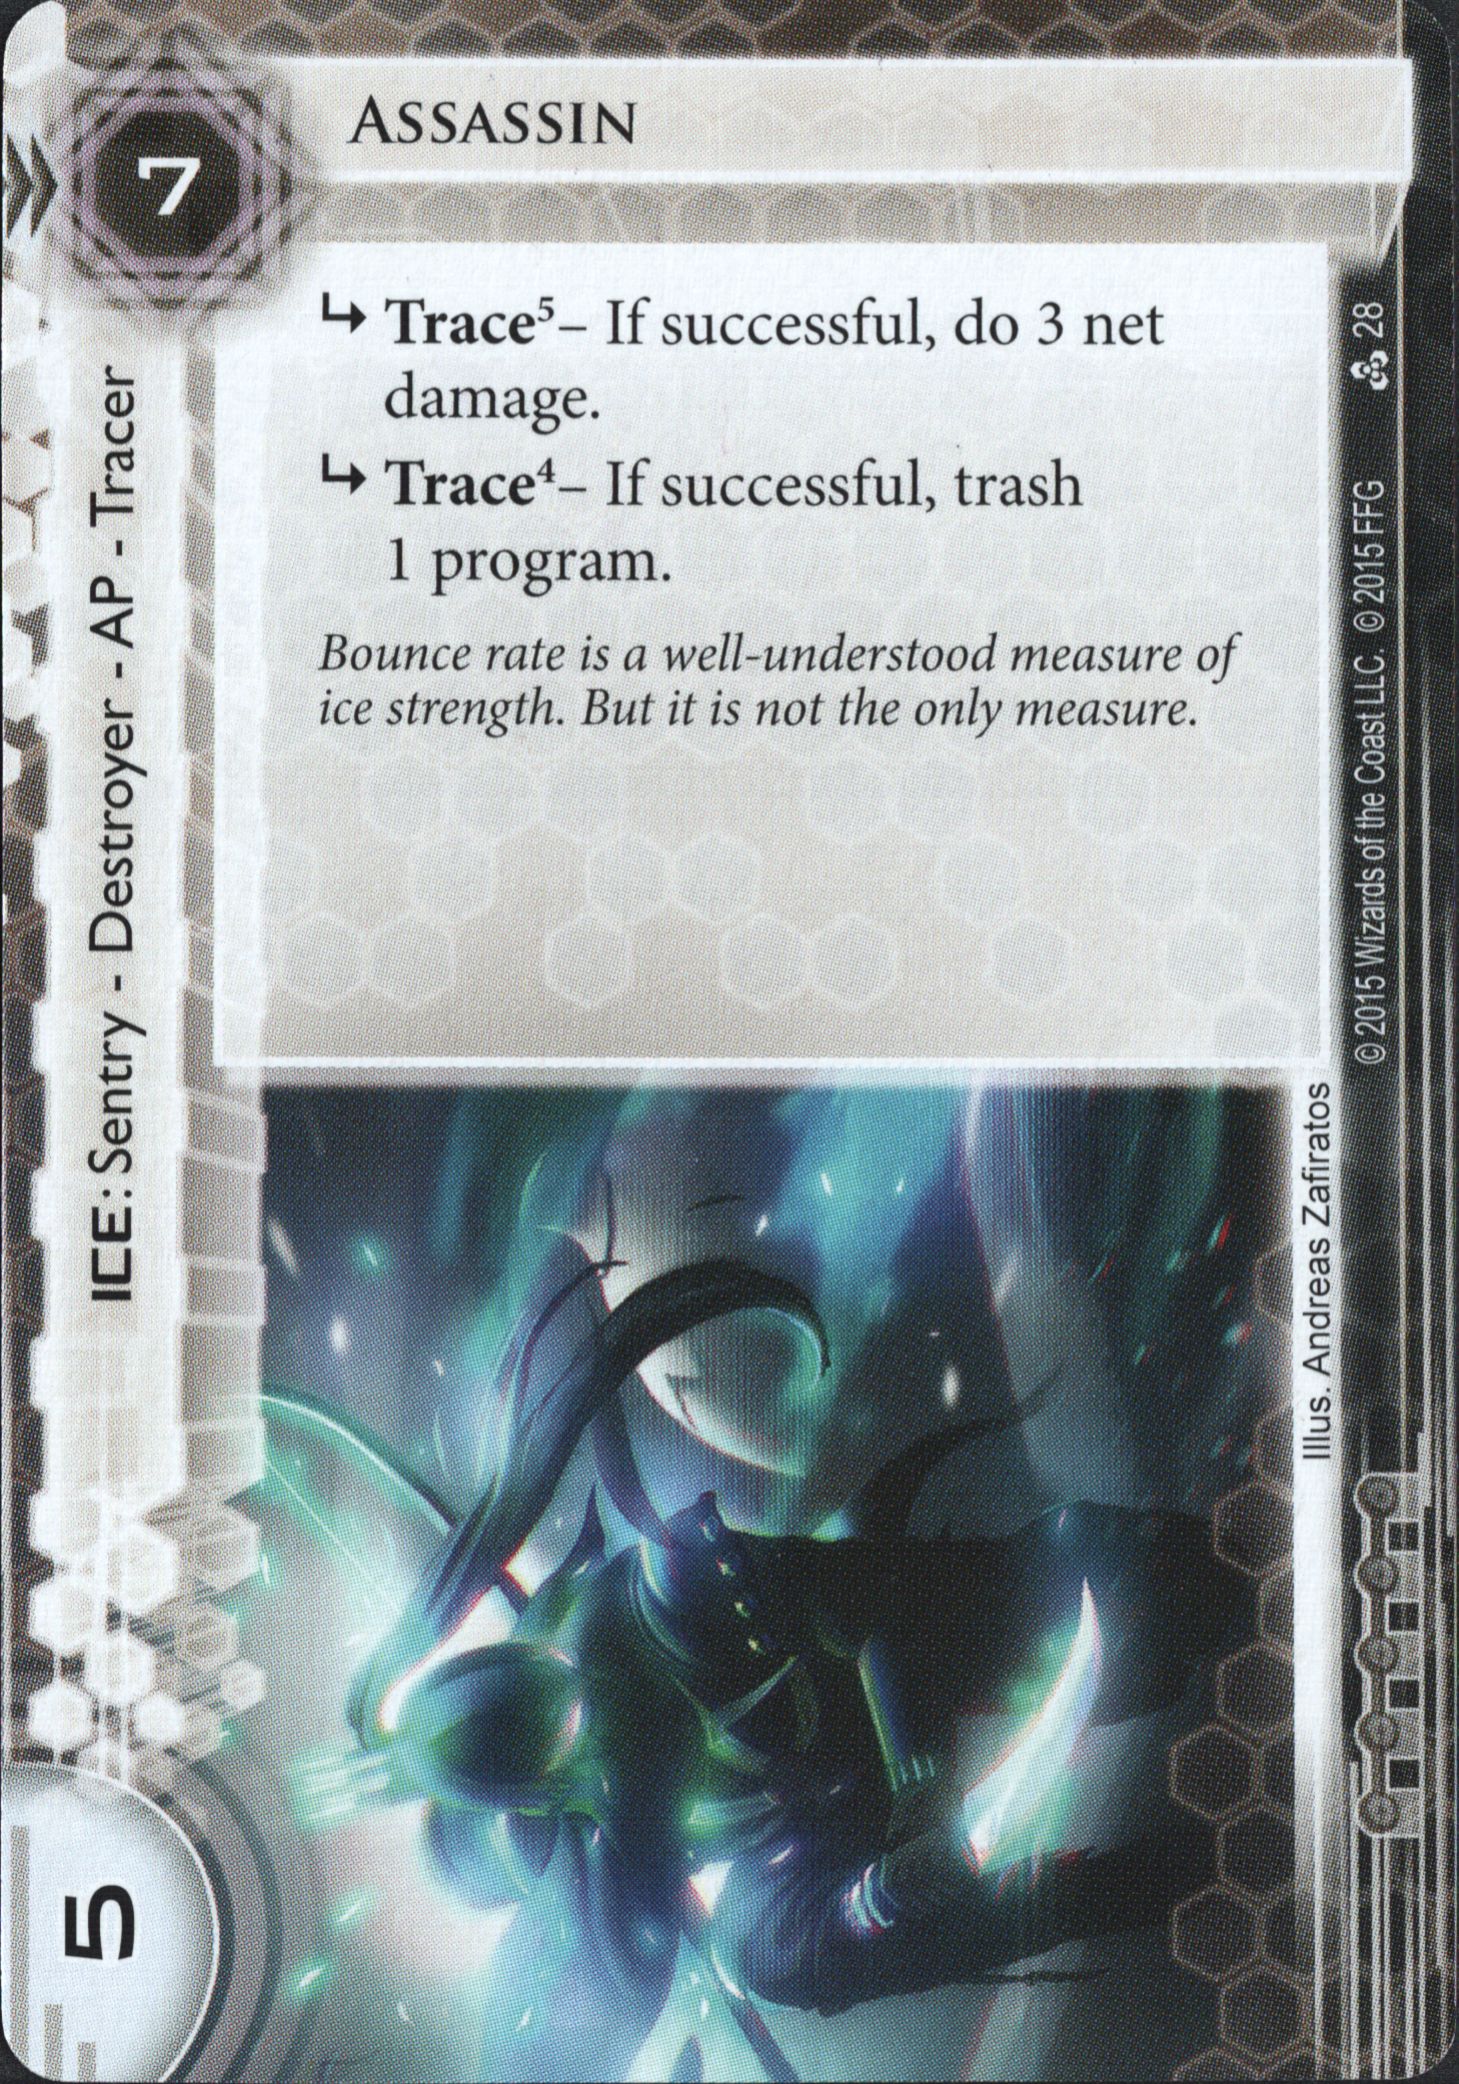 7
ASSASSIN
Trace⁵– If successful, do 3 net
damage.
Trace⁴– If successful, trash
1 program.
Bounce rate is a well-understood measure of
ice strength. But it is not the only measure.
ICE: Sentry - Destroyer - AP - Tracer
5
Illus. Andreas Zafiratos
© 2015 Wizards of the Coast LLC. © 2015 FFG
28